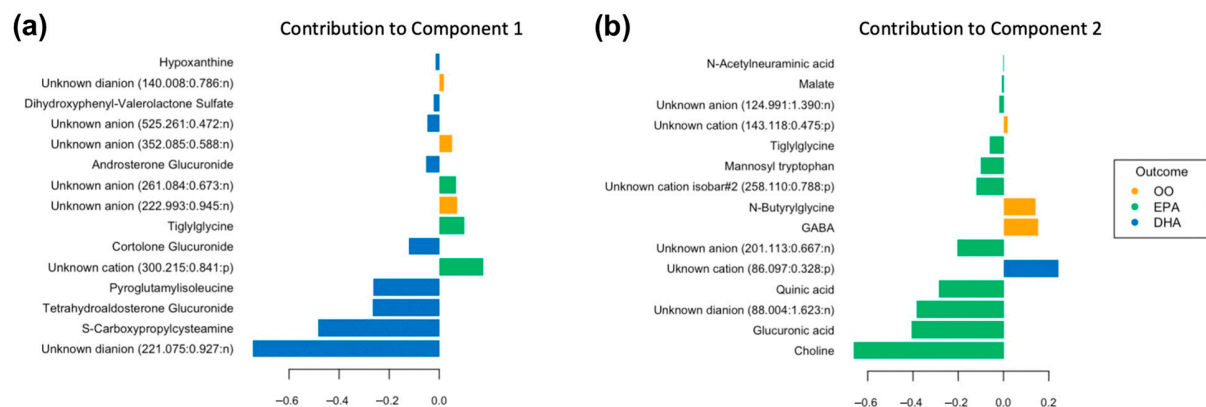 (a)
Contribution to Component 1
Hypoxanthine
Unknown dianion (140.008:0.786:n)
Dihydroxyphenyl-Valerolactone Sulfate
Unknown anion (525.261:0.472:n)
Unknown anion (352.085:0.588:n)
Androsterone Glucuronide
Unknown anion (261.084:0.673:n)
Unknown anion (222.993:0.945:n)
Tiglylglycine
Cortolone Glucuronide
Unknown cation (300.215:0.841:p)
Pyroglutamylisoleucine
Tetrahydroaldosterone Glucuronide
S-Carboxypropylcysteamine
Unknown dianion (221.075:0.927:n)
−0.6 −0.4 −0.2 0.0
(b)
Contribution to Component 2
N-Acetylneuraminic acid
Malate
Unknown anion (124.991:1.390:n)
Unknown cation (143.118:0.475:p)
Tiglylglycine
Mannosyl tryptophan
Unknown cation isobar#2 (258.110:0.788:p)
N-Butyrylglycine
GABA
Unknown anion (201.113:0.667:n)
Uknown cation (86.097:0.328:p)
Quinic acid
Unknown dianion (88.004:1.623:n)
Glucuronic acid
Choline
−0.6 −0.4 −0.2 0.0 0.2
Outcome
OO
EPA
DHA